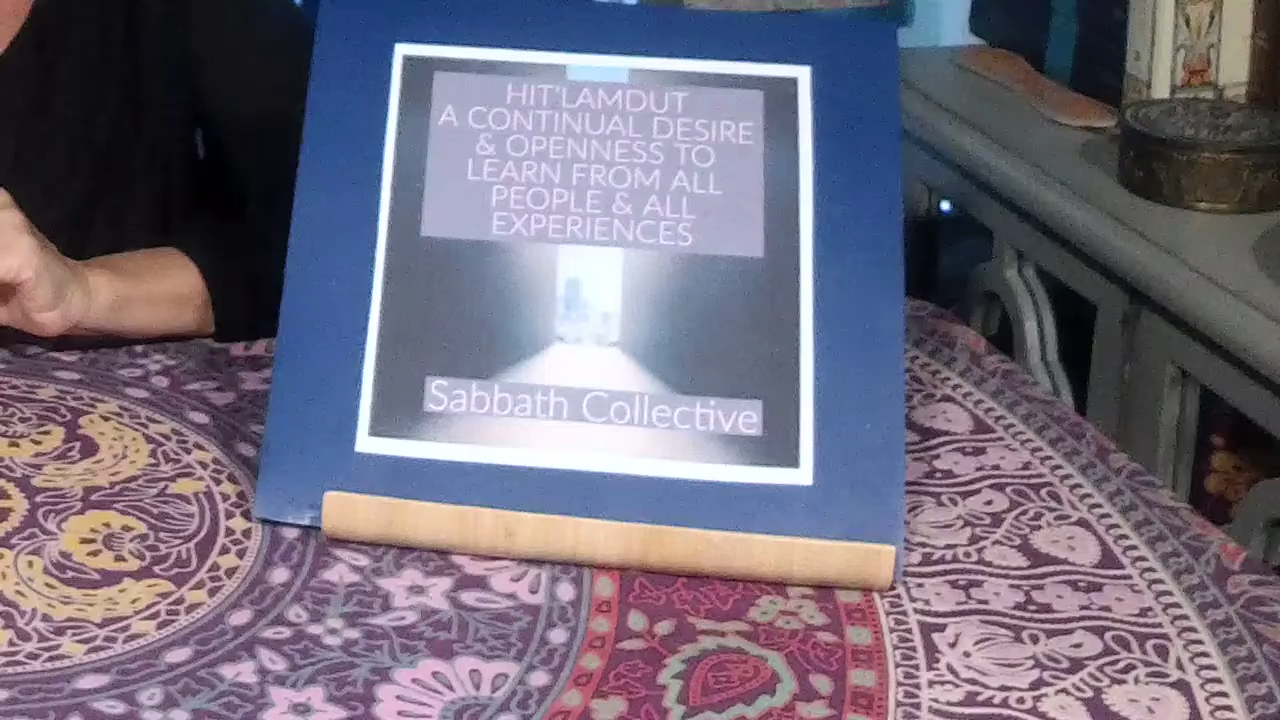 HIT'LAMDUT
A CONTINUAL DESIRE
& OPENNESS TO
LEARN FROM ALL
PEOPLE & ALL
EXPERIENCES
Sabbath Collective